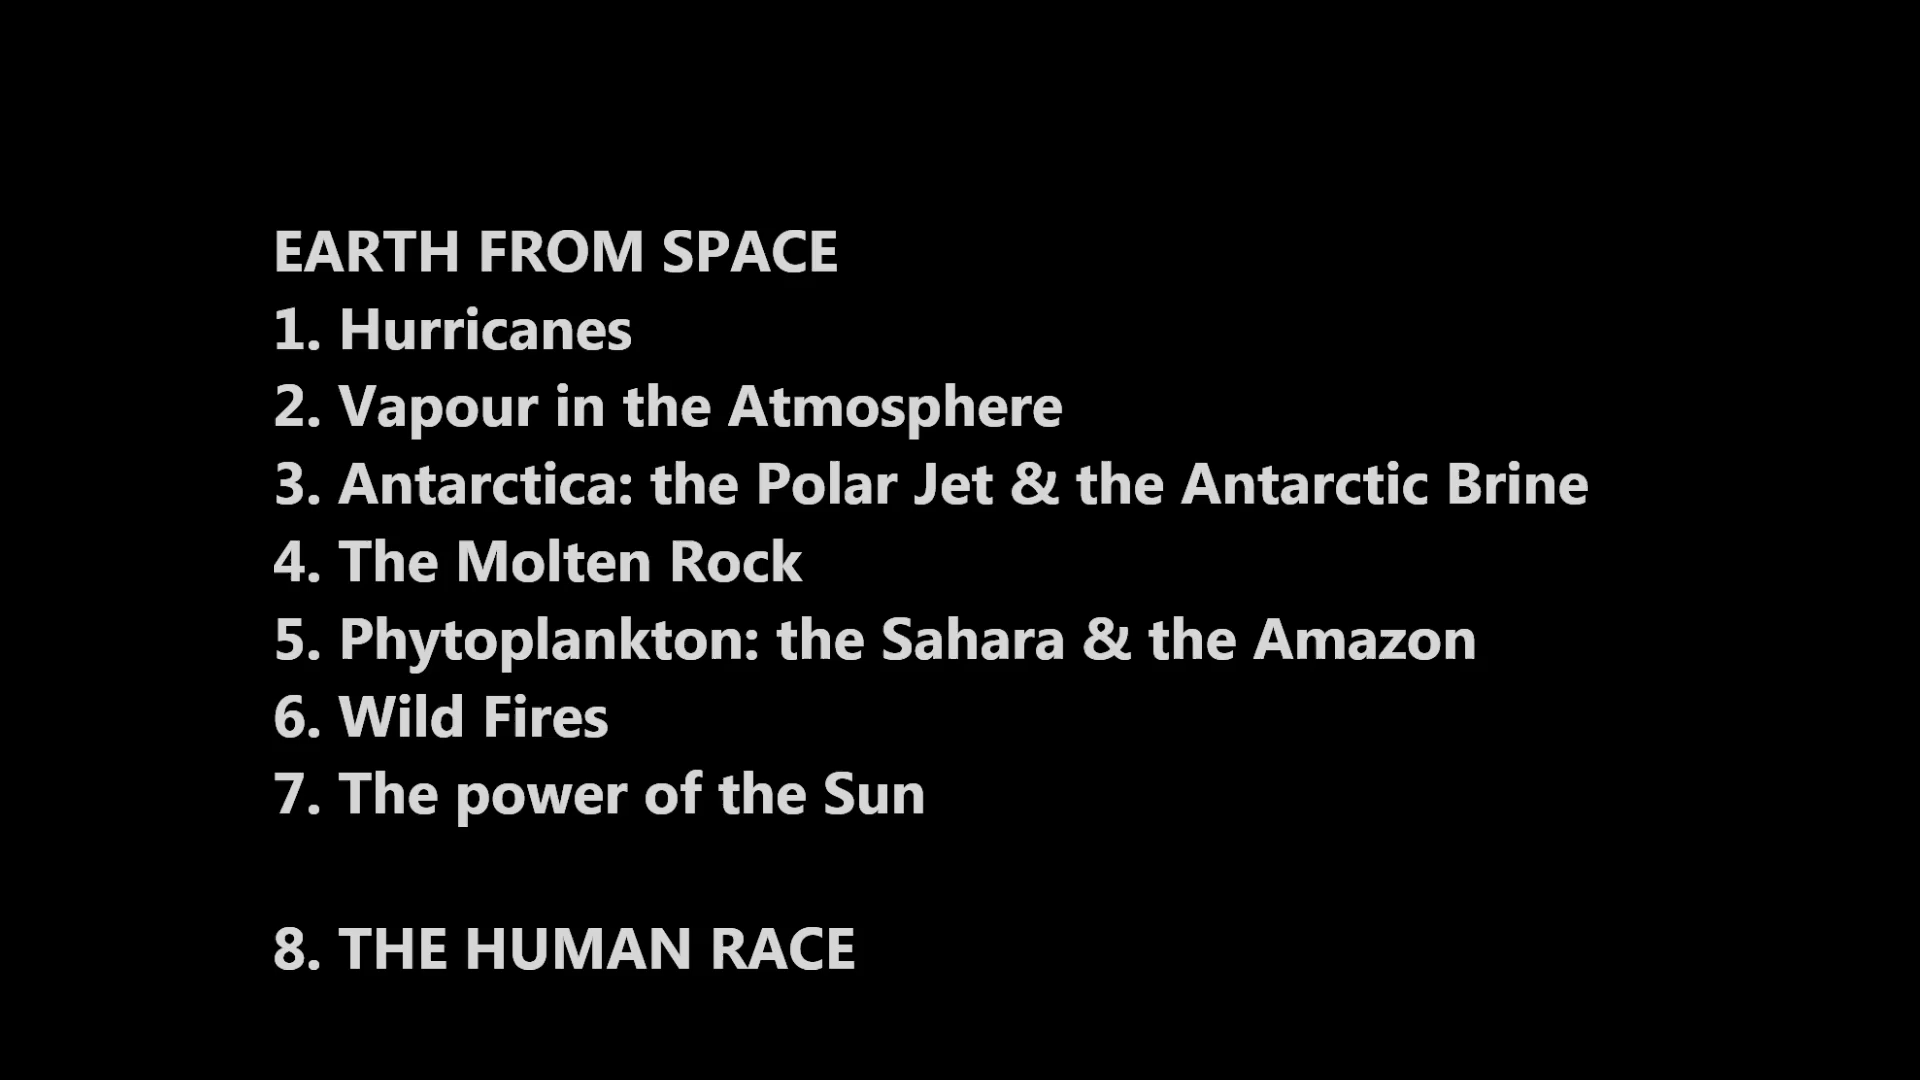 EARTH FROM SPACE
1. Hurricanes
2. Vapour in the Atmosphere
3. Antarctica: the Polar Jet & the Antarctic Brine
4. The Molten Rock
5. Phytoplankton: the Sahara & the Amazon
6. Wild Fires
7. The power of the Sun
8. THE HUMAN RACE